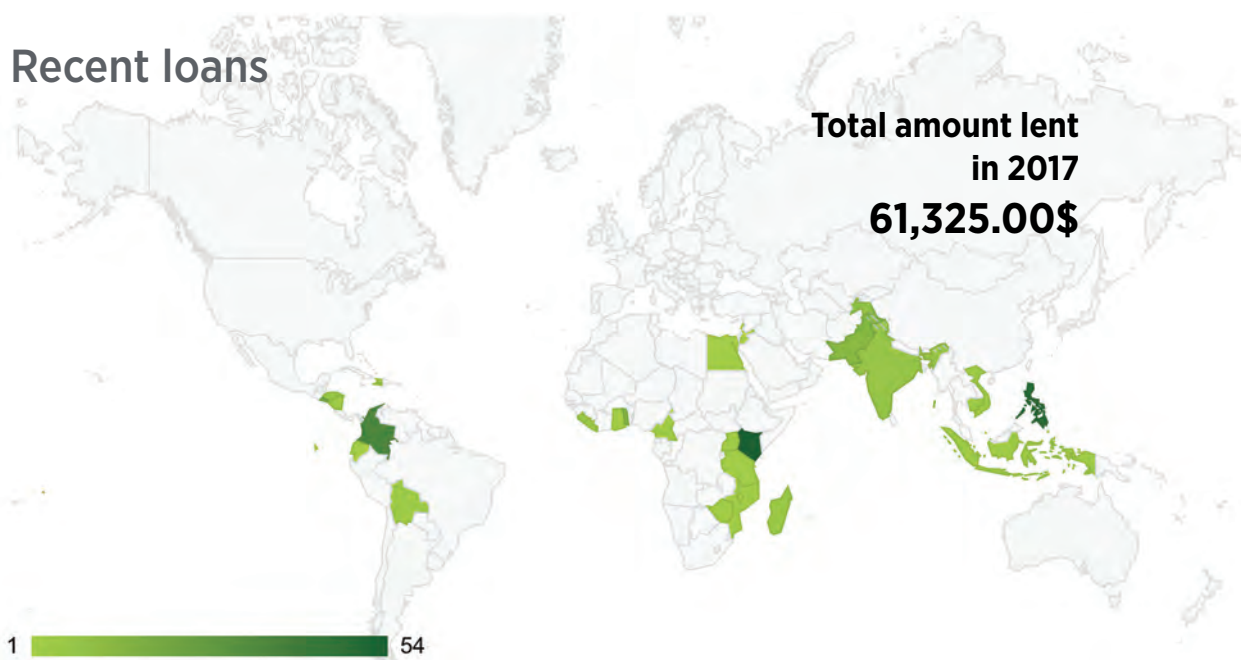 Recent loans
Total amount lent
in 2017
61,325.00$
1
54